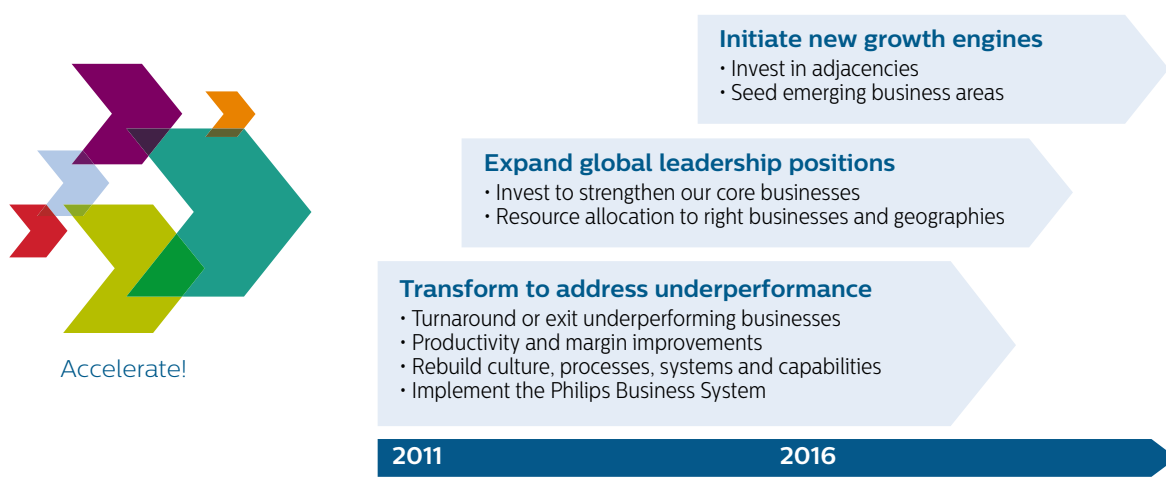 Initiate new growth engines
· Invest in adjacencies
· Seed emerging business areas
Expand global leadership positions
· Invest to strengthen our core businesses
· Resource allocation to right businesses and geographies
Transform to address underperformance
· Turnaround or exit underperforming businesses
· Productivity and margin improvements
· Rebuild culture, processes, systems and capabilities
· Implement the Philips Business System
Accelerate!
2011 2016